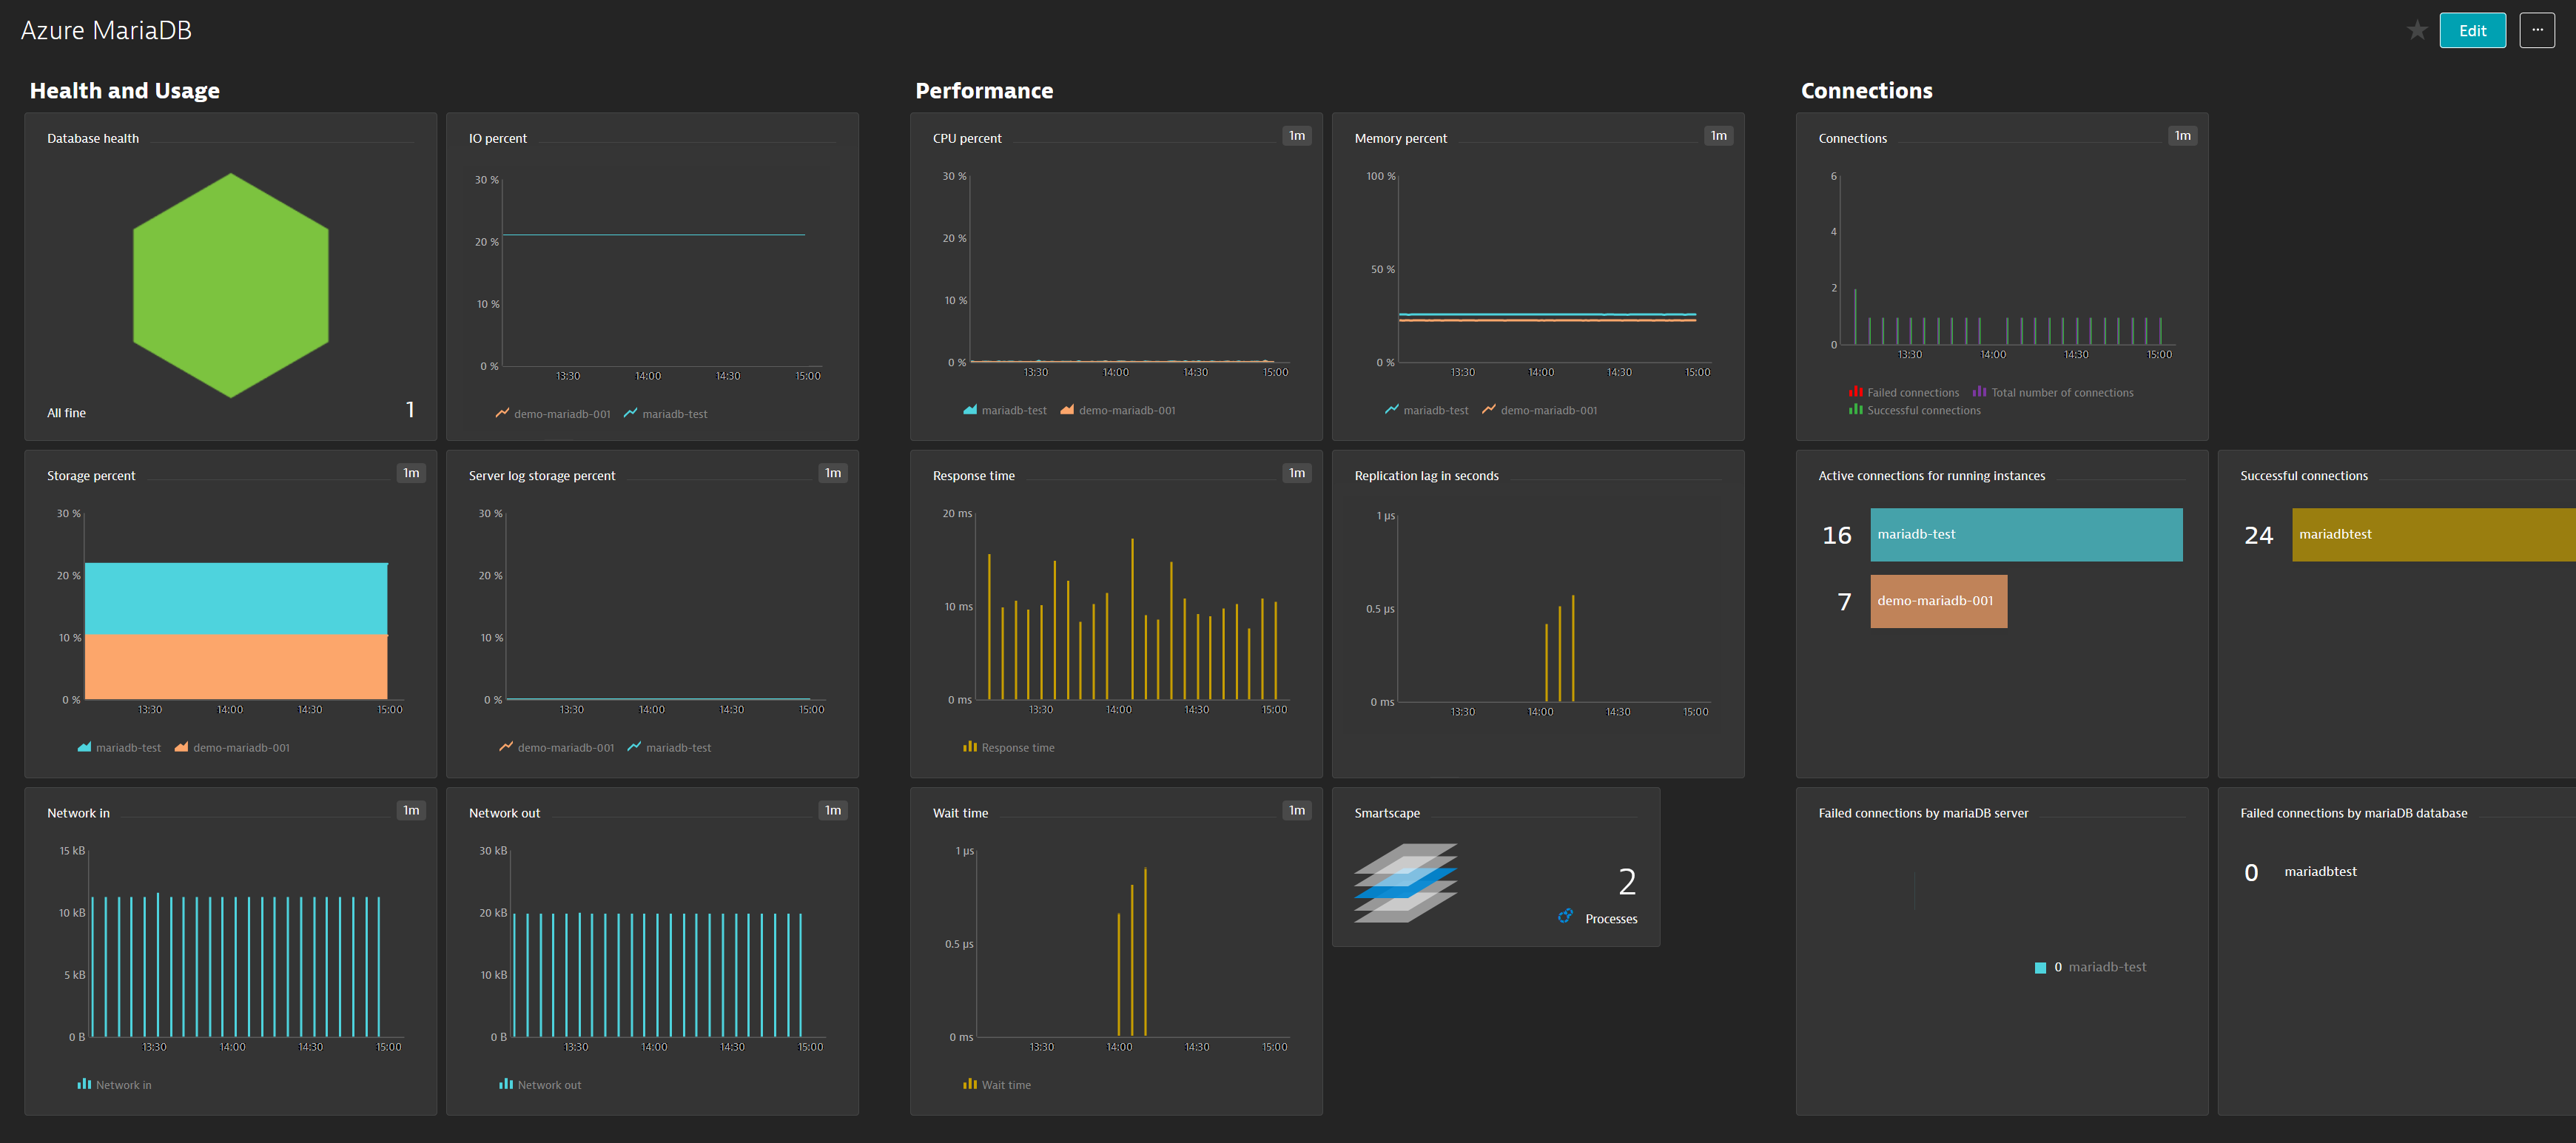 Azure MariaDB
Edit
...
Health and Usage
Performance
Connections
Database health
All fine
1
IO percent
30 %
20 %
10 %
0 %
13:30 14:00 14:30 15:00
demo-mariadb-001 mariadb-test
CPU percent
1m
30 %
20 %
10 %
0 %
13:30 14:00 14:30 15:00
mariadb-test demo-mariadb-001
Memory percent
1m
100 %
50 %
0 %
13:30 14:00 14:30 15:00
mariadb-test demo-mariadb-001
Connections
1m
6
4
2
0
13:30 14:00 14:30 15:00
Failed connections Total number of connections
Successful connections
Storage percent
1m
30 %
20 %
10 %
0 %
13:30 14:00 14:30 15:00
mariadb-test demo-mariadb-001
Server log storage percent
1m
30 %
20 %
10 %
0 %
13:30 14:00 14:30 15:00
demo-mariadb-001 mariadb-test
Response time
1m
20 ms
10 ms
0 ms
13:30 14:00 14:30 15:00
Response time
Replication lag in seconds
1 µs
0.5 µs
0 ms
13:30 14:00 14:30 15:00
Active connections for running instances
16 mariadb-test
7 demo-mariadb-001
Successful connections
24 mariadbtest
Network in
1m
15 kB
10 kB
5 kB
0 B
13:30 14:00 14:30 15:00
Network in
Network out
1m
30 kB
20 kB
10 kB
0 B
13:30 14:00 14:30 15:00
Network out
Wait time
1m
1 µs
0.5 µs
0 ms
13:30 14:00 14:30 15:00
Wait time
Smartscape
2
Processes
Failed connections by mariaDB server
0 mariadb-test
Failed connections by mariaDB database
0 mariadbtest